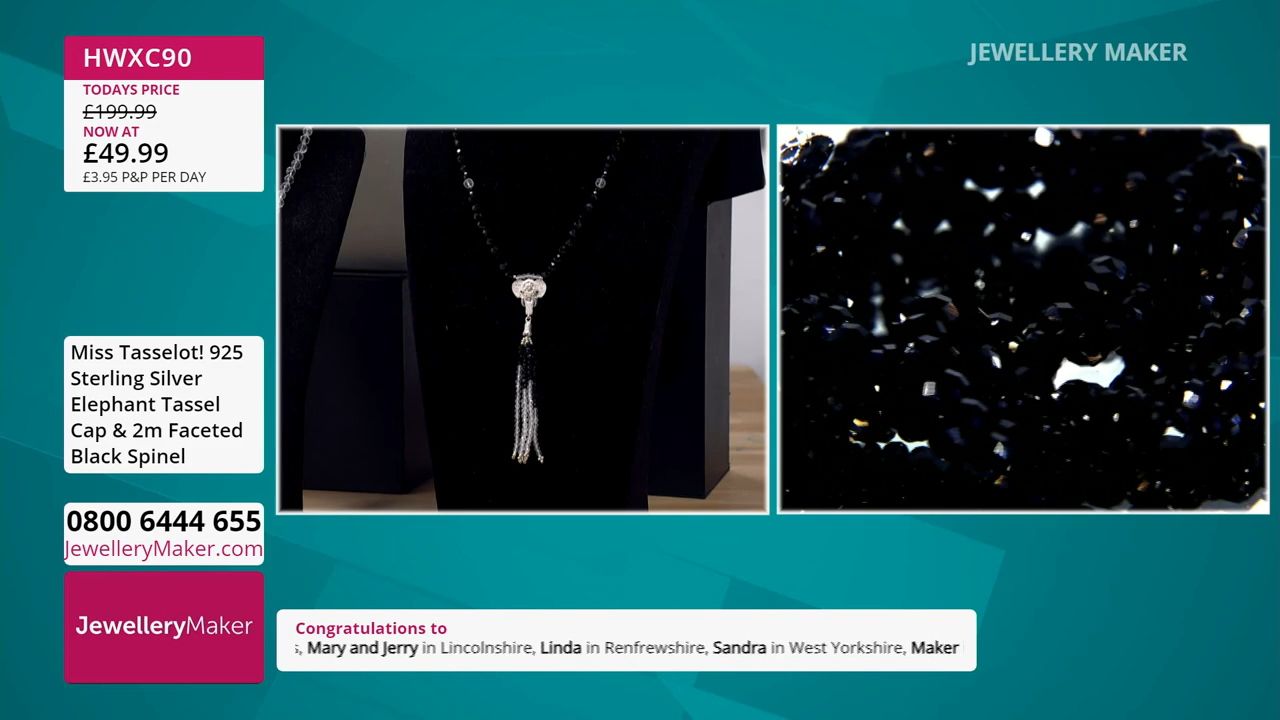 HWXC90
TODAYS PRICE
£199.99
NOW AT
£49.99
£3.95 P&P PER DAY
JEWELLERY MAKER
Miss Tasselot! 925
Sterling Silver
Elephant Tassel
Cap & 2m Faceted
Black Spinel
0800 6444 655
JewelleryMaker.com
JewelleryMaker
Congratulations to
, Mary and Jerry in Lincolnshire, Linda in Renfrewshire, Sandra in West Yorkshire, Maker